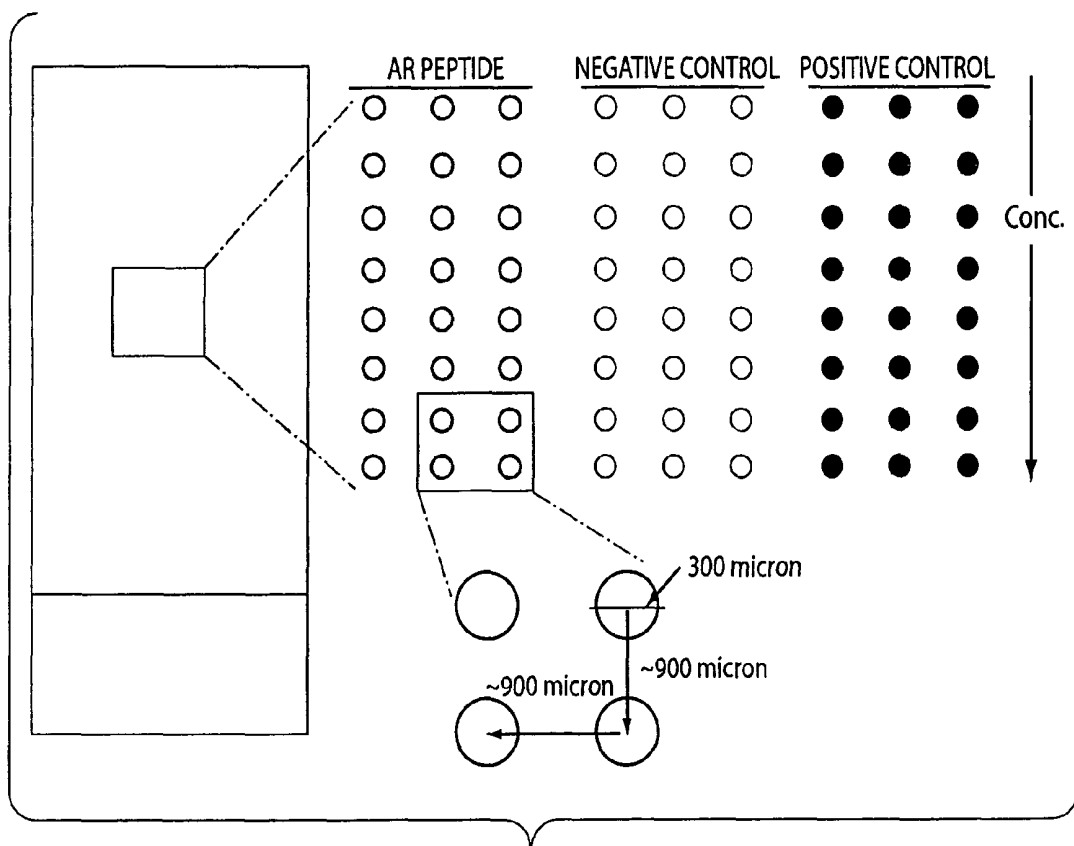 AR PEPTIDE NEGATIVE CONTROL POSITIVE CONTROL
Conc.
300 micron
~900 micron
~900 micron